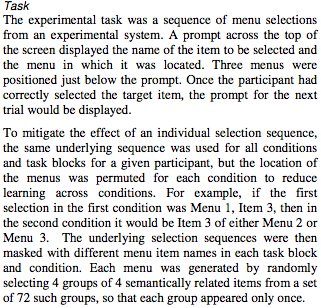 Task
The experimental task was a sequence of menu selections
from an experimental system. A prompt across the top of
the screen displayed the name of the item to be selected and
the menu in which it was located. Three menus were
positioned just below the prompt. Once the participant had
correctly selected the target item, the prompt for the next
trial would be displayed.
To mitigate the effect of an individual selection sequence,
the same underlying sequence was used for all conditions
and task blocks for a given participant, but the location of
the menus was permuted for each condition to reduce
learning across conditions. For example, if the first
selection in the first condition was Menu 1, Item 3, then in
the second condition it would be Item 3 of either Menu 2 or
Menu 3. The underlying selection sequences were then
masked with different menu item names in each task block
and condition. Each menu was generated by randomly
selecting 4 groups of 4 semantically related items from a set
of 72 such groups, so that each group appeared only once.